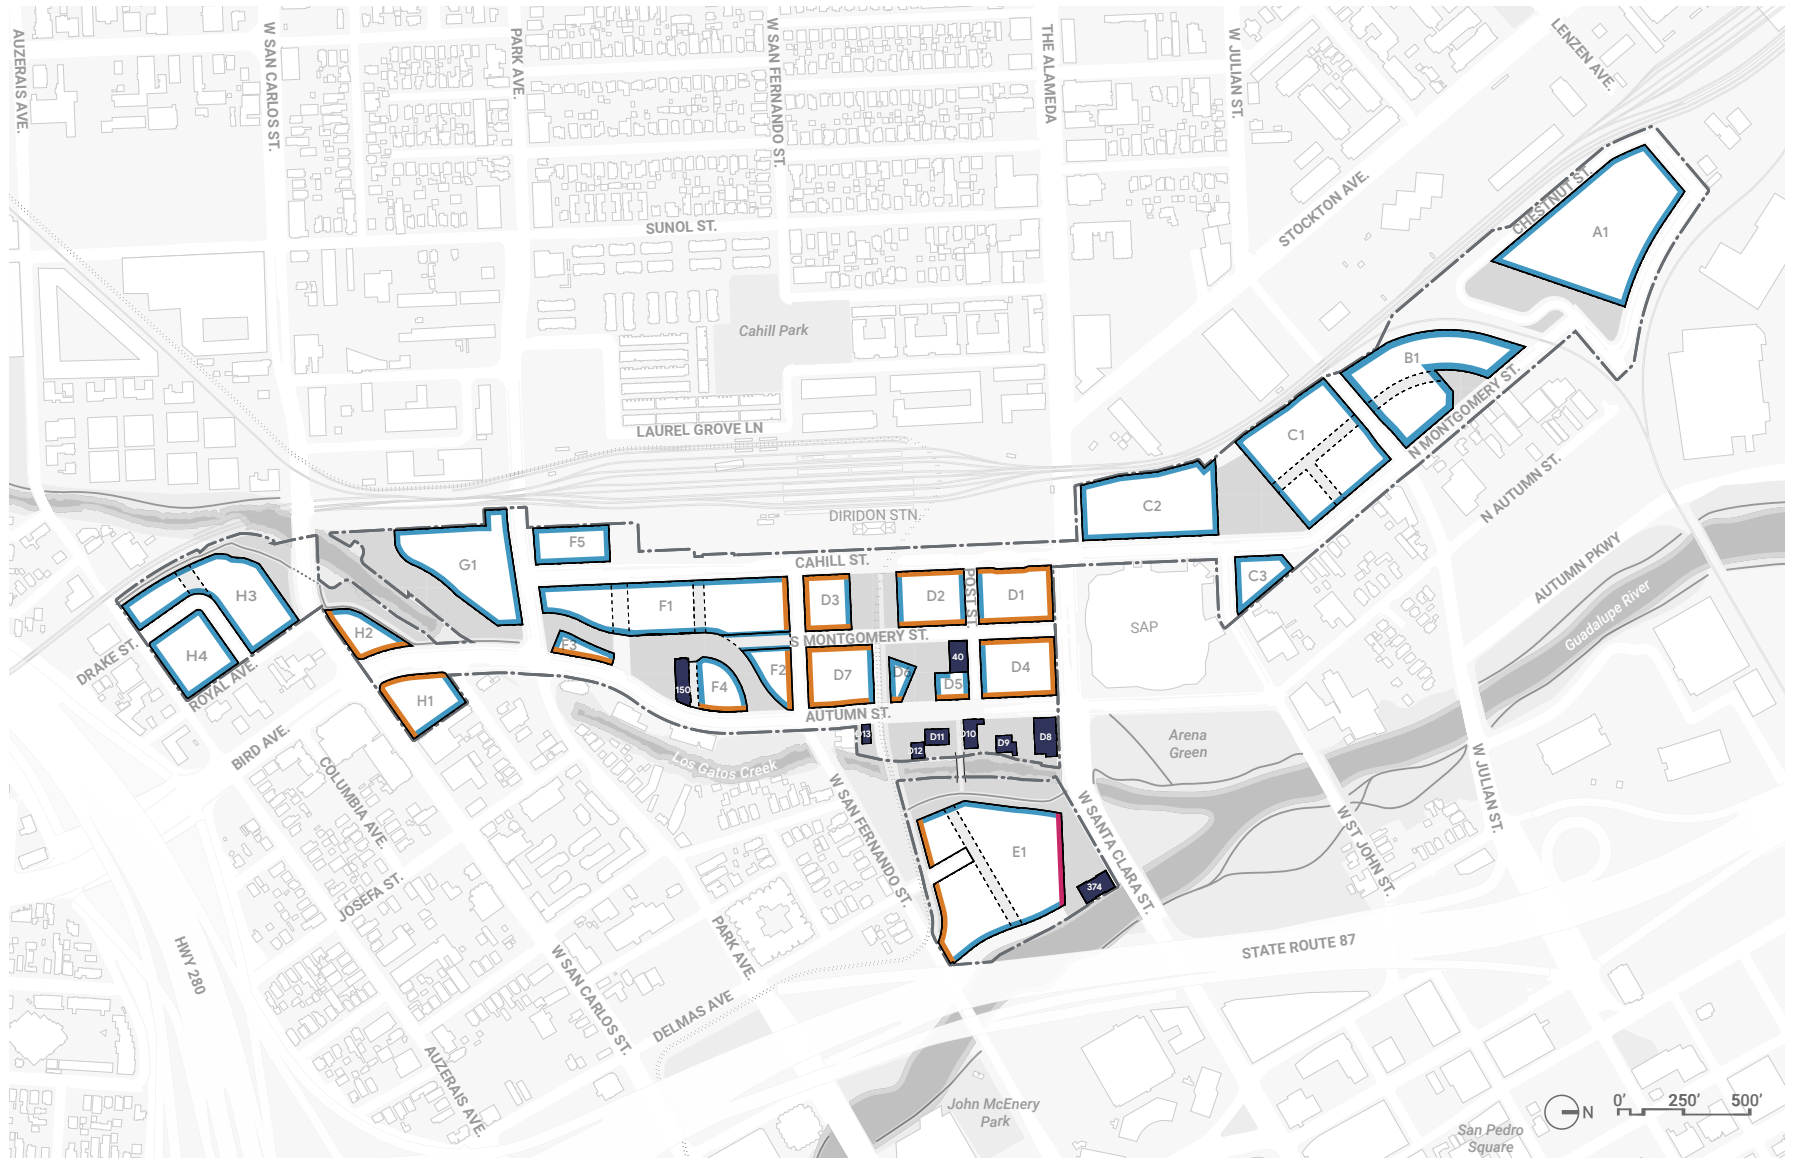 AUZERAIS AVE.
W SAN CARLOS ST.
PARK AVE.
W SAN FERNANDO ST.
THE ALAMEDA
W JULIAN ST.
LENZEN AVE.
SUNOL ST.
STOCKTON AVE.
CHESTNUT ST.
A1
Cahill Park
B1
LAUREL GROVE LN
N MONTGOMERY ST.
C1
N AUTUMN ST.
C2
DIRIDON STN.
F5
G1
CAHILL ST.
AUTUMN PKWY
C3
Guadalupe River
H3
F1
D3
D2
POST ST.
D1
SAP
H2
S MONTGOMERY ST.
F3
H4
DRAKE ST.
ROYAL AVE.
150
F4
F2
D7
D6
40
D5
D4
H1
AUTUMN ST.
BIRD AVE.
D13
D12
D11
D10
D9
D8
Arena
Green
Los Gatos Creek
COLUMBIA AVE.
W SAN FERNANDO ST.
W SANTA CLARA ST.
W JULIAN ST.
W ST JOHN ST.
E1
374
JOSEFA ST.
HWY 280
PARK AVE.
W SAN CARLOS ST.
STATE ROUTE 87
DELMAS AVE
AUZERAIS AVE.
John McEnery
Park
N
0' 250' 500'
San Pedro
Square